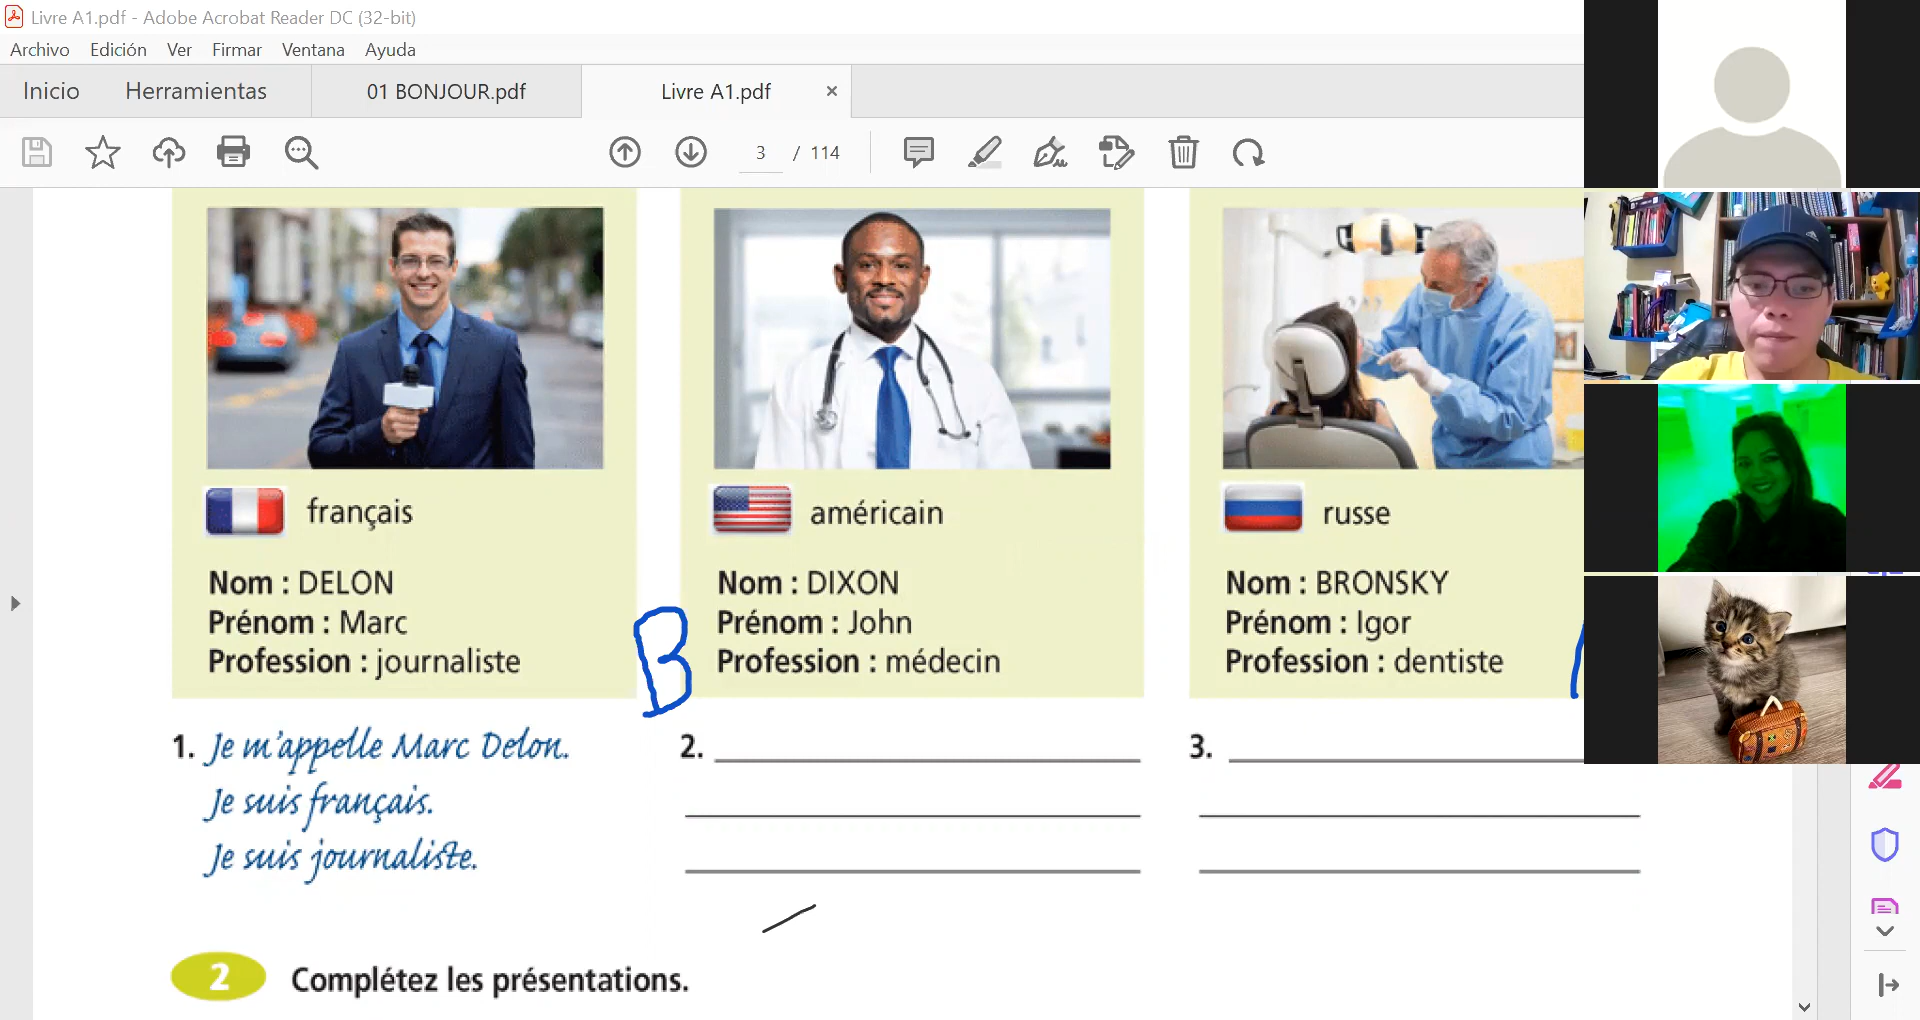 Livre A1.pdf - Adobe Acrobat Reader DC (32-bit)
Archivo Edición Ver Firmar Ventana Ayuda
Inicio Herramientas 01 BONJOUR.pdf Livre A1.pdf ×
3 / 114
français
Nom : DELON
Prénom : Marc
Profession : journaliste
B
américain
Nom : DIXON
Prénom : John
Profession : médecin
russe
Nom : BRONSKY
Prénom : Igor
Profession : dentiste
1. Je m'appelle Marc Delon.
Je suis français.
Je suis journaliste.
2.
3.
2 Complétez les présentations.